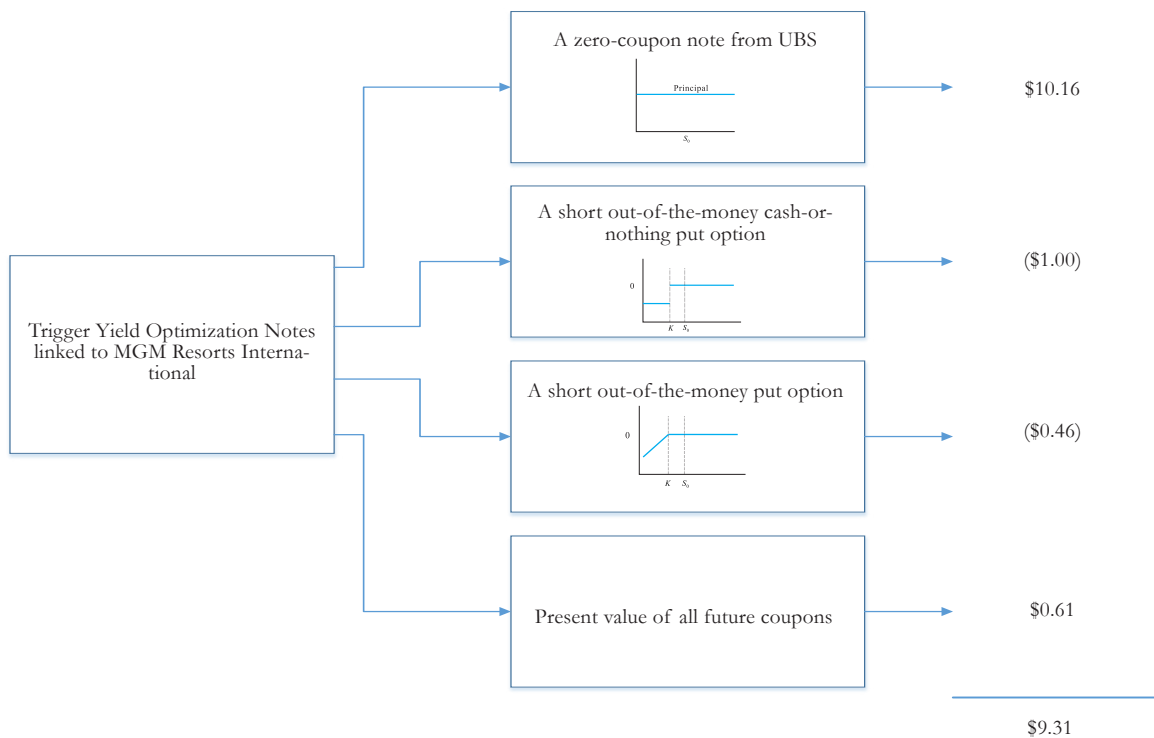 A zero-coupon note from UBS
Principal
S₀
$10.16
A short out-of-the-money cash-or-
nothing put option
0
K
S₀
($1.00)
Trigger Yield Optimization Notes
linked to MGM Resorts Interna-
tional
A short out-of-the-money put option
0
K
S₀
($0.46)
Present value of all future coupons
$0.61
$9.31